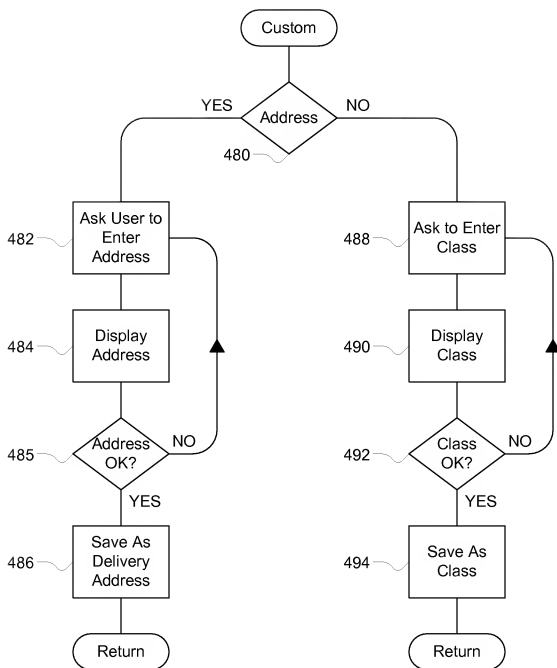 Custom
YES
Address
NO
480
Ask User to
Enter
Address
482
Display
Address
484
Address
OK?
NO
485
YES
Save As
Delivery
Address
486
Return
Ask to Enter
Class
488
Display
Class
490
Class
OK?
NO
492
YES
Save As
Class
494
Return